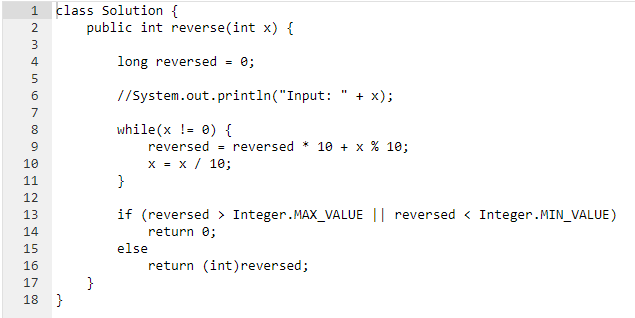 1 class Solution {
2     public int reverse(int x) {
3
4         long reversed = 0;
5
6         //System.out.println("Input: " + x);
7
8         while(x != 0) {
9             reversed = reversed * 10 + x % 10;
10             x = x / 10;
11         }
12
13         if (reversed > Integer.MAX_VALUE || reversed < Integer.MIN_VALUE)
14             return 0;
15         else
16             return (int)reversed;
17     }
18 }